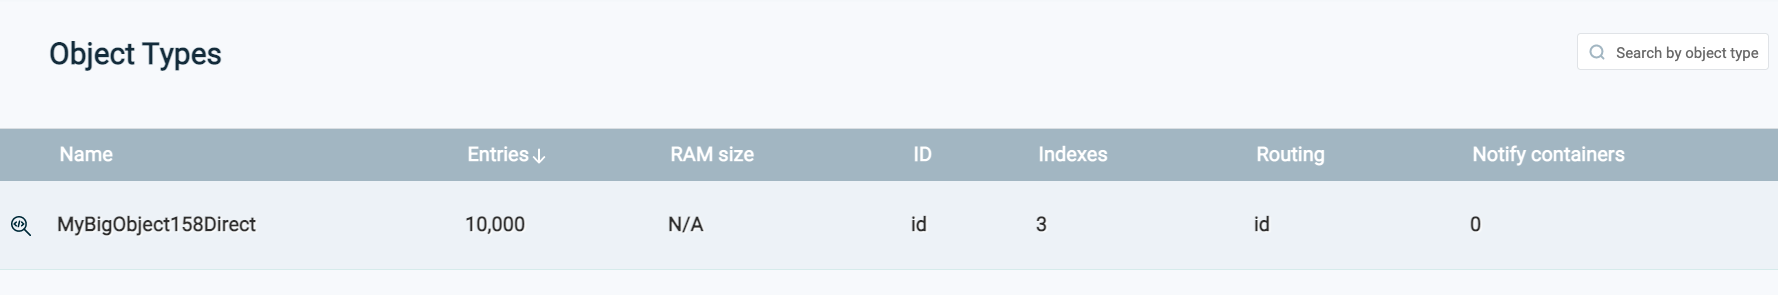 Object Types
Search by object type
Name Entries↓ RAM size ID Indexes Routing Notify containers
MyBigObject158Direct 10,000 N/A id 3 id 0